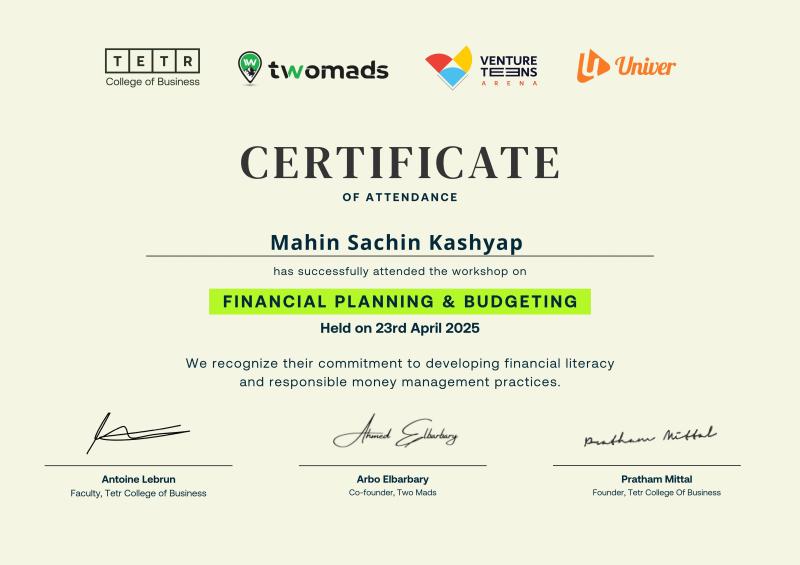 TETR
College of Business
twomads
VENTURE
TEENS
ARENA
Univer
CERTIFICATE
OF ATTENDANCE
Mahin Sachin Kashyap
has successfully attended the workshop on
FINANCIAL PLANNING & BUDGETING
Held on 23rd April 2025
We recognize their commitment to developing financial literacy
and responsible money management practices.
Ahmed Elbarbary
Pratham Mittal
Antoine Lebrun
Faculty, Tetr College of Business
Arbo Elbarbary
Co-founder, Two Mads
Pratham Mittal
Founder, Tetr College Of Business